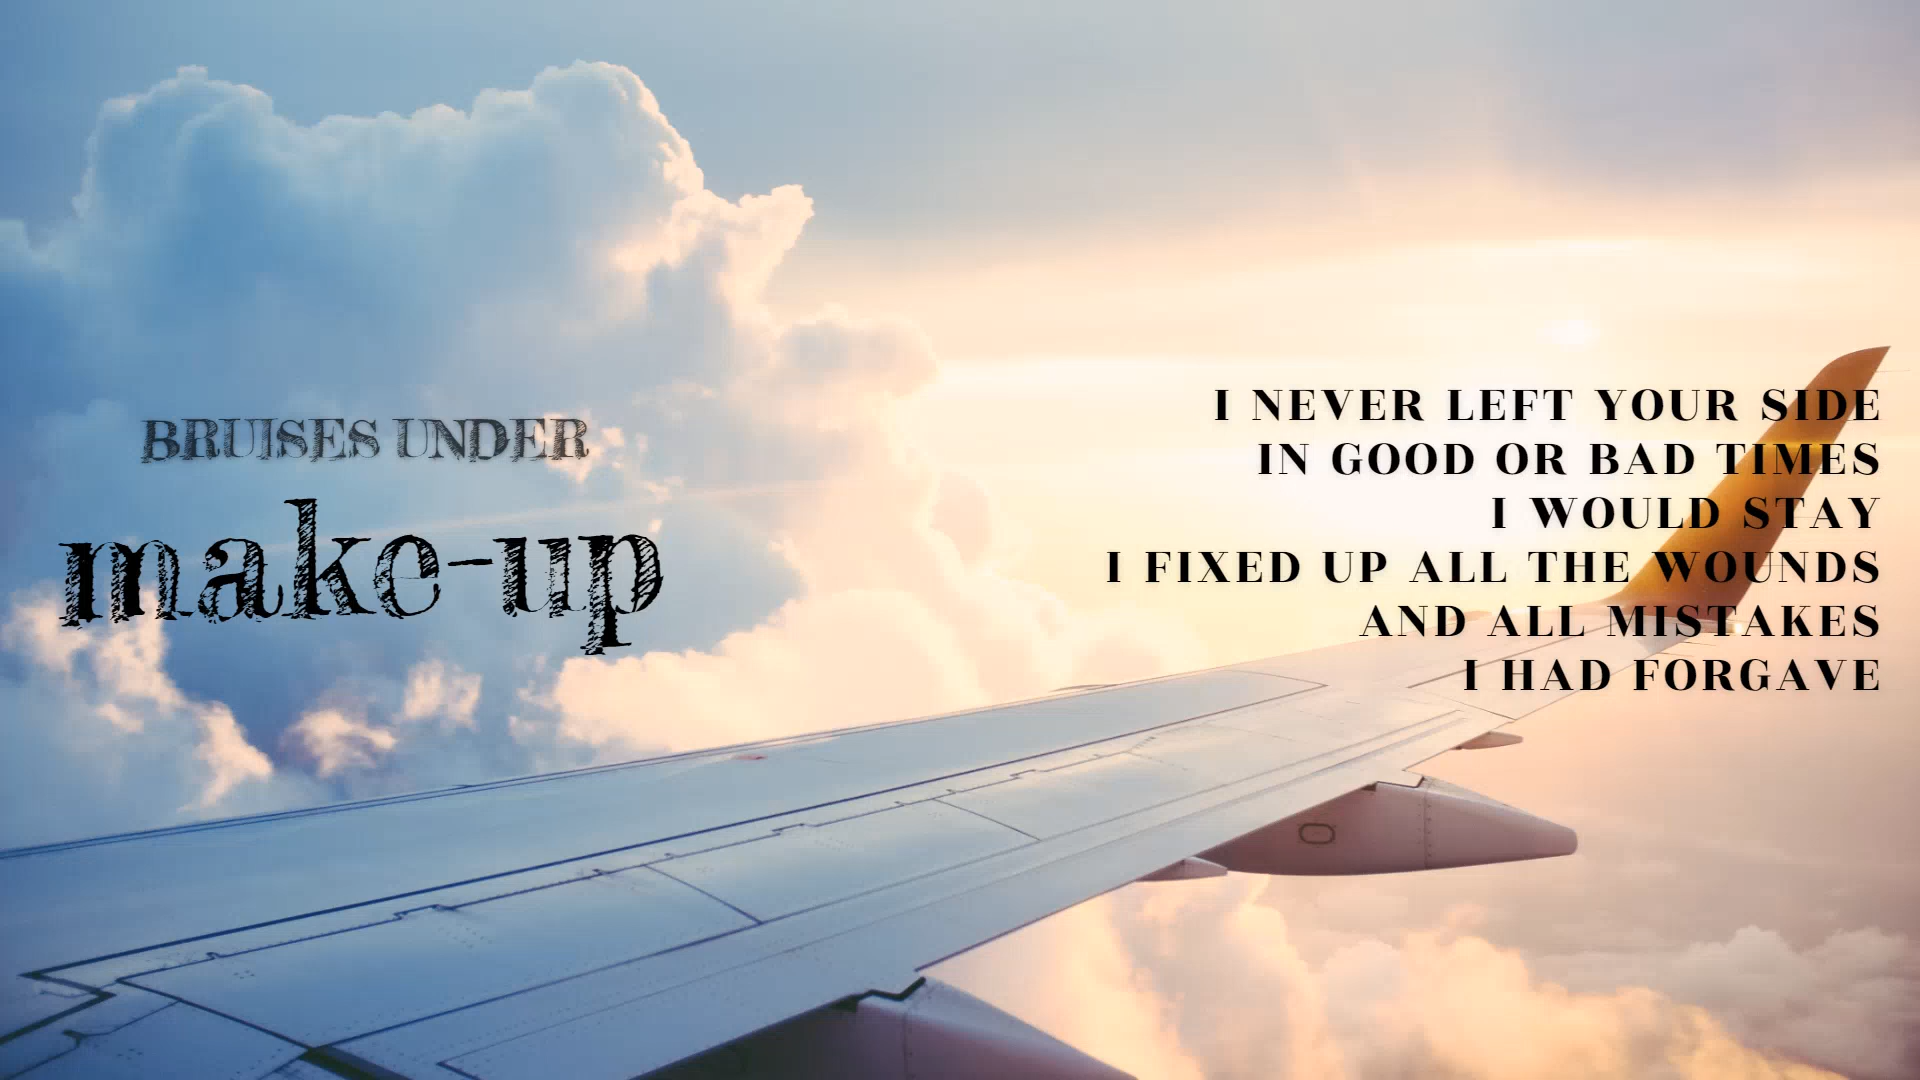 BRUISES UNDER
make-up
I NEVER LEFT YOUR SIDE
IN GOOD OR BAD TIMES
I WOULD STAY
I FIXED UP ALL THE WOUNDS
AND ALL MISTAKES
I HAD FORGAVE